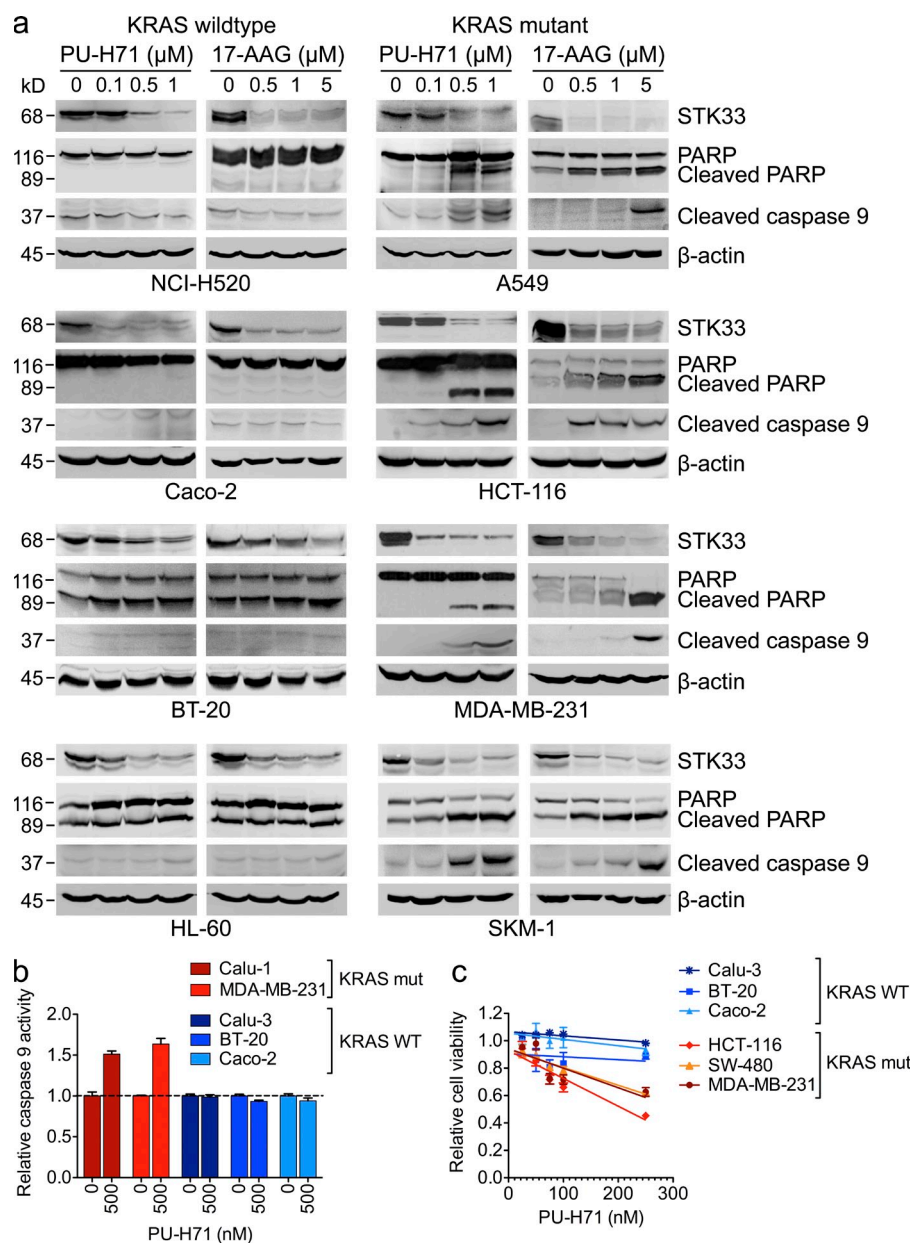 a
KRAS wildtype KRAS mutant
PU-H71 (µM) 17-AAG (µM) PU-H71 (µM) 17-AAG (µM)
kD 0 0.1 0.5 1 0 0.5 1 5 0 0.1 0.5 1 0 0.5 1 5
68 STK33
116 PARP
89 Cleaved PARP
37 Cleaved caspase 9
45 β-actin
NCI-H520 A549
68 STK33
116 PARP
89 Cleaved PARP
37 Cleaved caspase 9
45 β-actin
Caco-2 HCT-116
68 STK33
116 PARP
89 Cleaved PARP
37 Cleaved caspase 9
45 β-actin
BT-20 MDA-MB-231
68 STK33
116 PARP
89 Cleaved PARP
37 Cleaved caspase 9
45 β-actin
HL-60 SKM-1
b
Calu-1
MDA-MB-231
KRAS mut
Calu-3
BT-20
Caco-2
KRAS WT
Relative caspase 9 activity
2.0
1.5
1.0
0.5
0.0
0 500 0 500 0 500 0 500 0 500
PU-H71 (nM)
c
Calu-3
BT-20
Caco-2
KRAS WT
HCT-116
SW-480
MDA-MB-231
KRAS mut
Relative cell viability
1.2
1.0
0.8
0.6
0.4
0.2
0.0
0 100 200 300
PU-H71 (nM)